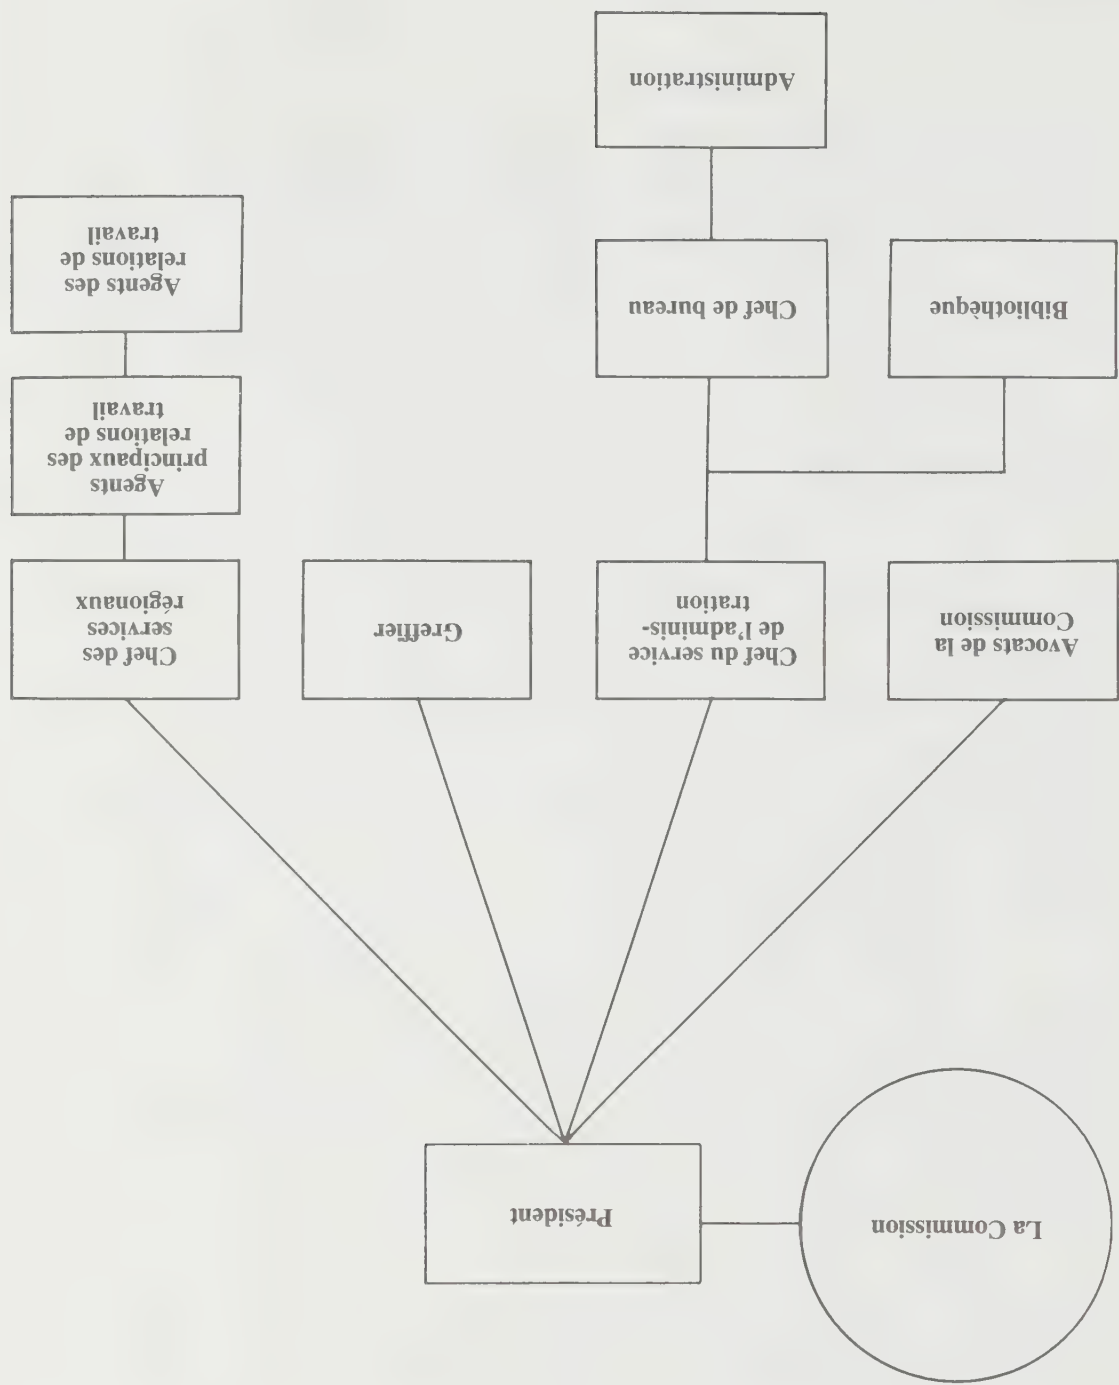 La Commission
Président
Avocats de la
Commission
Chef du service
de l'adminis-
tration
Greffier
Chef des
services
régionaux
Bibliothèque
Chef de bureau
Agents
principaux des
relations de
travail
Administration
Agents des
relations de
travail